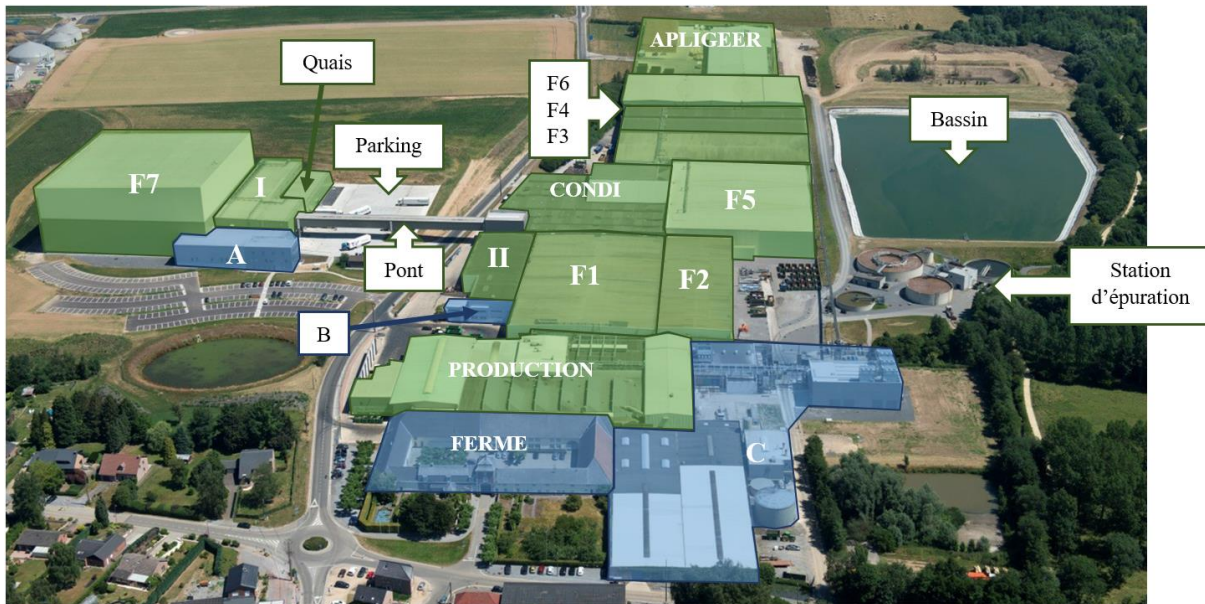 APLIGEER
Quais
F6
F4
F3
Parking
Bassin
F7
I
CONDI
F5
A
Pont
II
F1
F2
Station
d'épuration
B
PRODUCTION
FERME
C